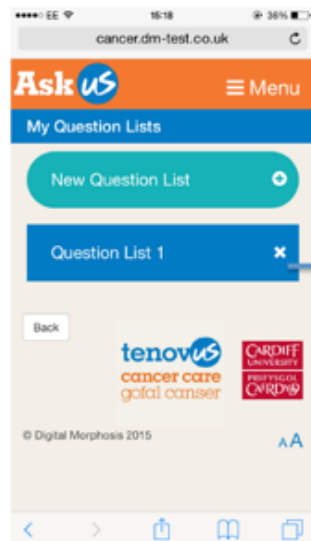 EE 15:18 36%
cancer.dm-test.co.uk
Ask us Menu
My Question Lists
New Question List
Question List 1
Back
tenovus
cancer care
gofal canser
CARDIFF
UNIVERSITY
PRIFYSGOL
CAERDYDD
© Digital Morphosis 2015
AA